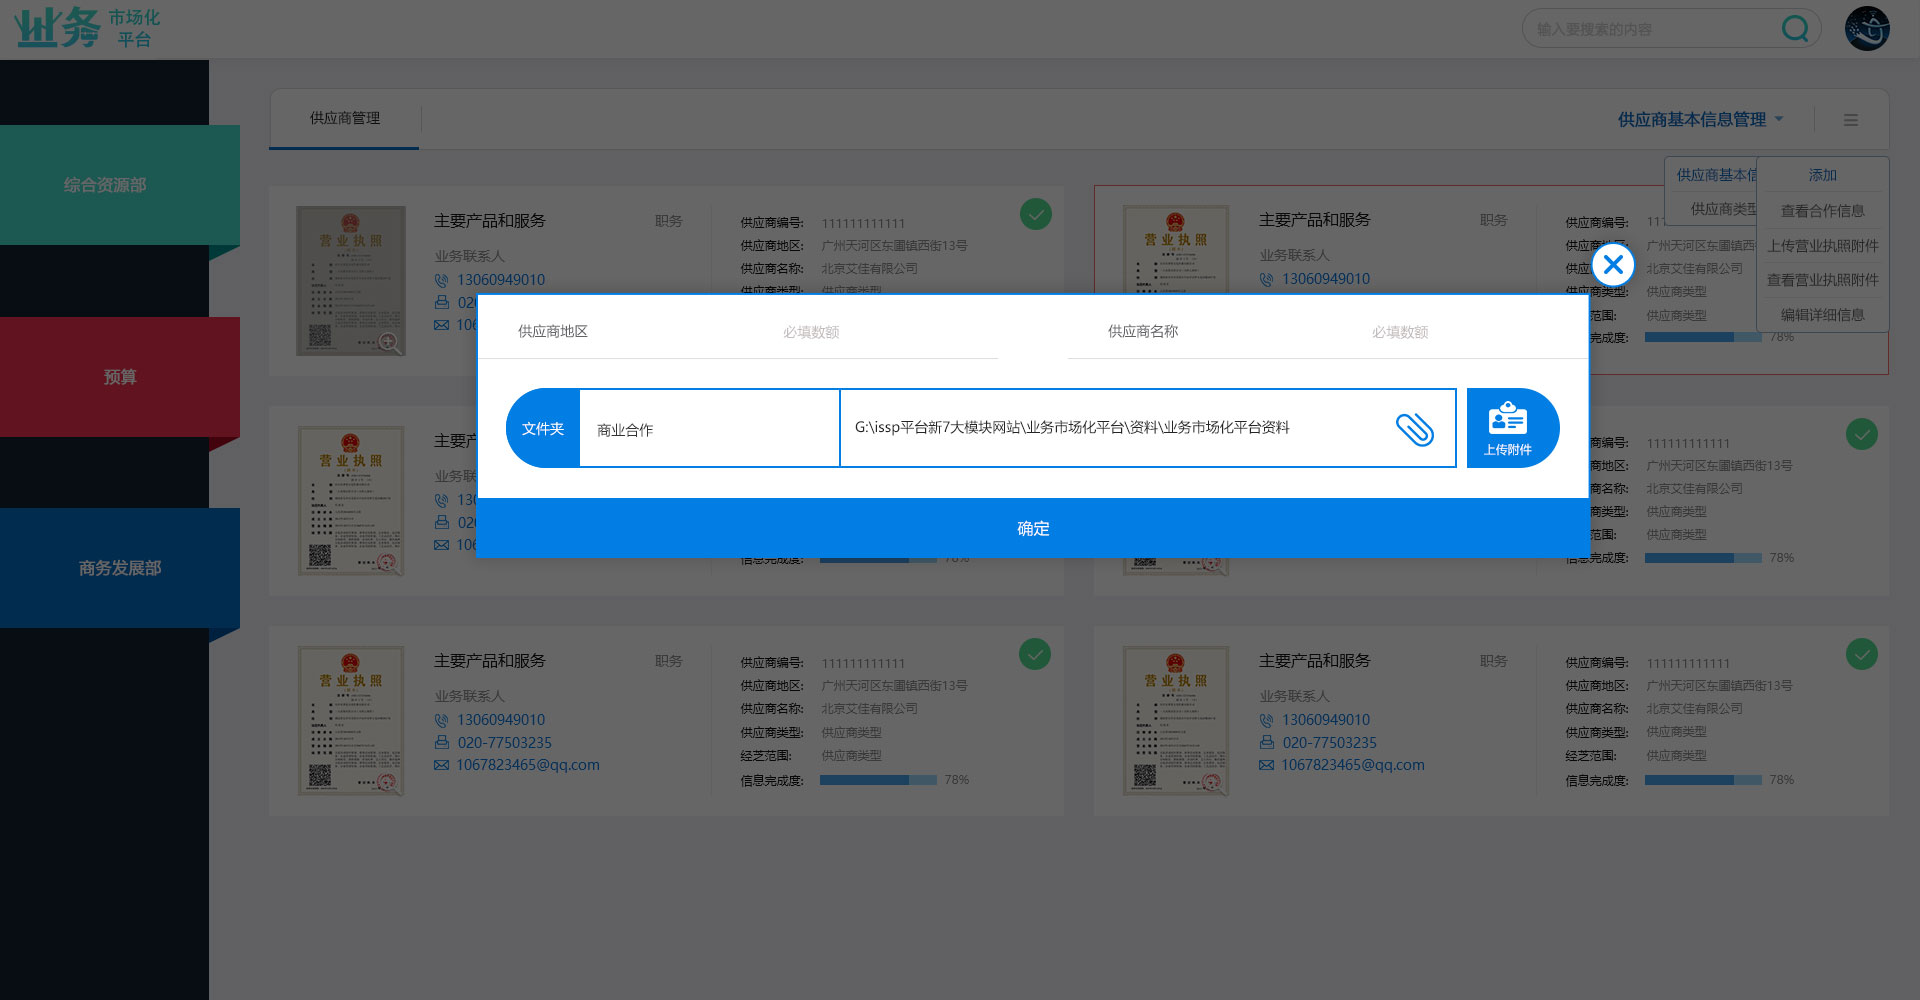 业务 市场化
平台
输入要搜索的内容
供应商管理
供应商基本信息管理
综合资源部
预算
商务发展部
供应商基本信
供应商类型
添加
查看合作信息
上传营业执照附件
查看营业执照附件
编辑详细信息
营业执照
主要产品和服务 职务
业务联系人
13060949010
02
106
供应商编号: 111111111111
供应商地区: 广州天河区东圃镇西街13号
供应商名称: 北京艾佳有限公司
供应商类型: 供应商类型
营业执照
主要产品和服务 职务
业务联系人
13060949010
供应商编号: 11
供应商地区: 广州天河区东圃镇西
北京艾佳有限公司
商类型: 供应商类型
范围: 供应商类型
完成度: 78%
供应商地区 必填数额
供应商名称 必填数额
文件夹
商业合作
G:\issp平台新7大模块网站\业务市场化平台\资料\业务市场化平台资料
上传附件
确定
营业执照
主要产
业务联
130
020
106
信息完成度: 78%
商编号: 111111111111
商地区: 广州天河区东圃镇西街13号
商名称: 北京艾佳有限公司
商类型: 供应商类型
范围: 供应商类型
信息完成度: 78%
营业执照
主要产品和服务 职务
业务联系人
13060949010
020-77503235
1067823465@qq.com
供应商编号: 111111111111
供应商地区: 广州天河区东圃镇西街13号
供应商名称: 北京艾佳有限公司
供应商类型: 供应商类型
经芝范围: 供应商类型
信息完成度: 78%
营业执照
主要产品和服务 职务
业务联系人
13060949010
020-77503235
1067823465@qq.com
供应商编号: 111111111111
供应商地区: 广州天河区东圃镇西街13号
供应商名称: 北京艾佳有限公司
供应商类型: 供应商类型
经芝范围: 供应商类型
信息完成度: 78%